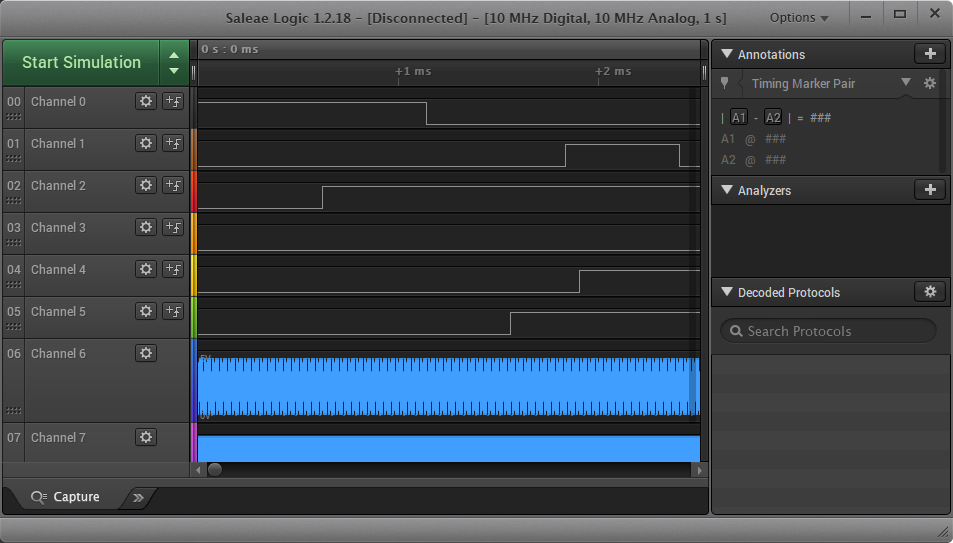 Saleae Logic 1.2.18 - [Disconnected] - [10 MHz Digital, 10 MHz Analog, 1 s]
Options
Start Simulation
0 s : 0 ms
+1 ms
+2 ms
00 Channel 0
01 Channel 1
02 Channel 2
03 Channel 3
04 Channel 4
05 Channel 5
06 Channel 6
07 Channel 7
Capture
Annotations
Timing Marker Pair
| A1 - A2 | = ###
A1 @ ###
A2 @ ###
Analyzers
Decoded Protocols
Search Protocols